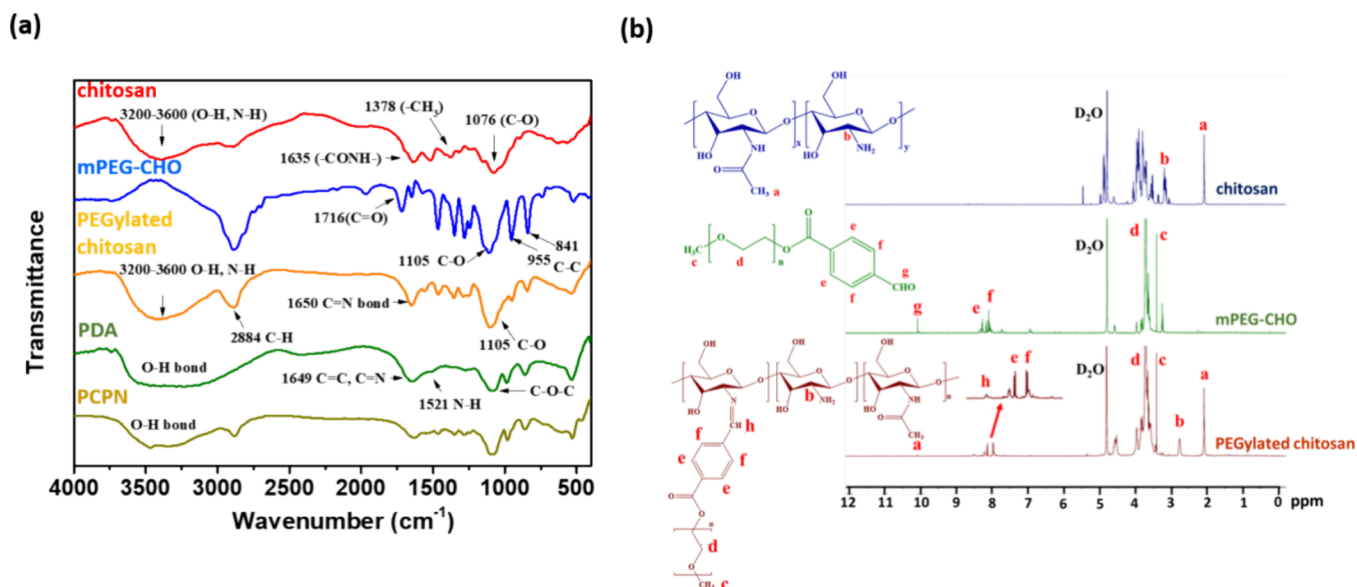 (a)
chitosan
3200-3600 (O-H, N-H)
1378 (-CH3)
1076 (C-O)
1635 (-CONH-)
mPEG-CHO
1716(C=O)
1105 C-O
841
955 C-C
PEGylated
chitosan
3200-3600 O-H, N-H
1650 C=N bond
2884 C-H
1105 C-O
PDA
O-H bond
1649 C=C, C=N
1521 N-H
C-O-C
PCPN
O-H bond
Transmittance
4000 3500 3000 2500 2000 1500 1000 500
Wavenumber (cm-1)
(b)
OH
OH
O
O
O
O
b
HO
NH
x
HO
NH2
y
O
CH3
a
D2O
a
b
chitosan
O
H3C
O
O
n
e
f
c
d
e
f
g
CHO
D2O
d
c
g
e
f
mPEG-CHO
OH
OH
OH
O
O
O
O
O
O
HO
N
HO
b
NH2
HO
NH
n
O
CH3
a
CH
h
f
f
e
e
O
O
n
d
O
CH3
c
h
e
f
D2O
d
c
a
b
PEGylated chitosan
12 11 10 9 8 7 6 5 4 3 2 1 0 ppm